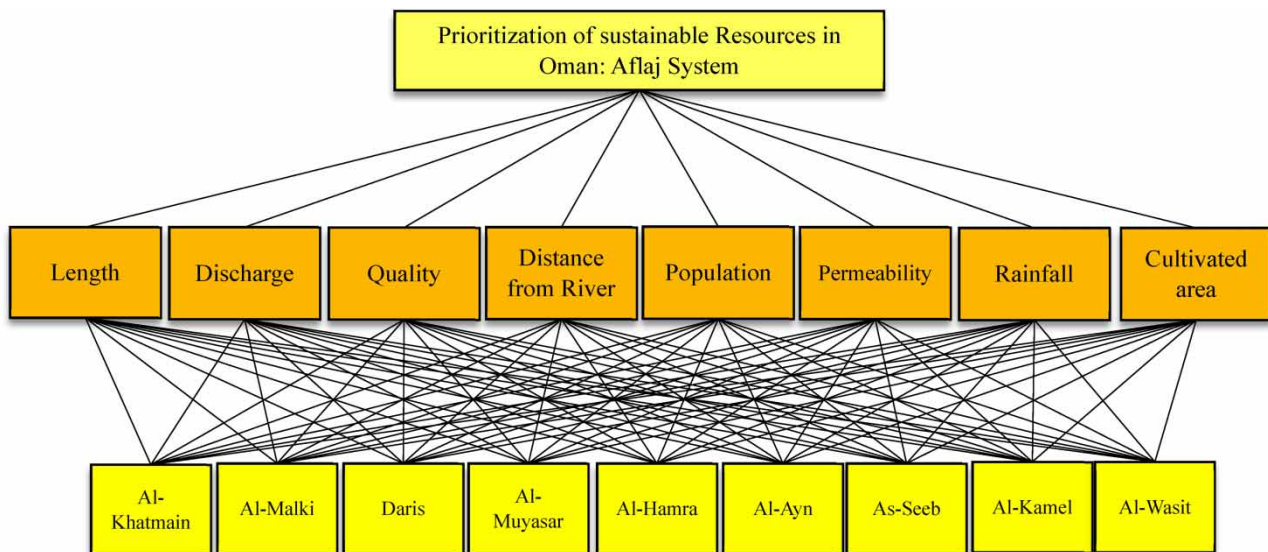 Prioritization of sustainable Resources in
Oman: Aflaj System
Length
Discharge
Quality
Distance
from River
Population
Permeability
Rainfall
Cultivated
area
Al-
Khatmain
Al-Malki
Daris
Al-
Muyasar
Al-Hamra
Al-Ayn
As-Seeb
Al-Kamel
Al-Wasit